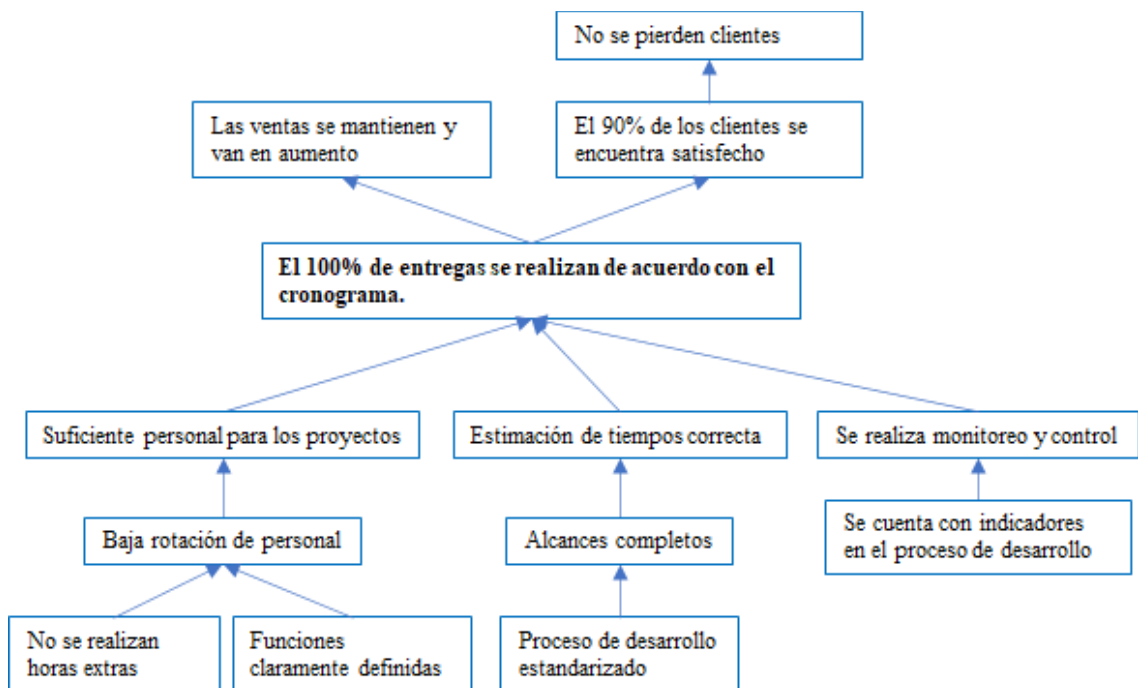 No se pierden clientes
Las ventas se mantienen y
van en aumento
El 90% de los clientes se
encuentra satisfecho
El 100% de entregas se realizan de acuerdo con el
cronograma.
Suficiente personal para los proyectos
Estimación de tiempos correcta
Se realiza monitoreo y control
Baja rotación de personal
Alcances completos
Se cuenta con indicadores
en el proceso de desarrollo
No se realizan
horas extras
Funciones
claramente definidas
Proceso de desarrollo
estandarizado